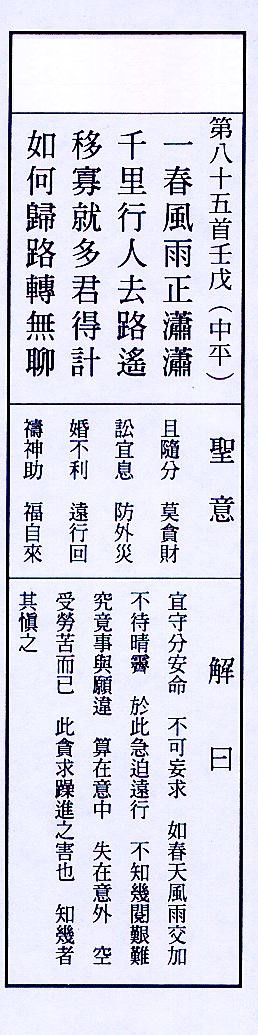 第八十五首壬戊（中平）
一春風雨正瀟瀟
千里行人去路遙
移寡就多君得計
如何歸路轉無聊
聖意
且隨分　莫貪財
訟宜息　防外災
婚不利　遠行回
禱神助　福自來
解曰
宜守分安命　不可妄求　如春天風雨交加
不待晴霽　於此急迫遠行　不知幾閱艱難
究竟事與願違　算在意中　失在意外　空
受勞苦而已　此貪求躁進之害也　知幾者
其慎之